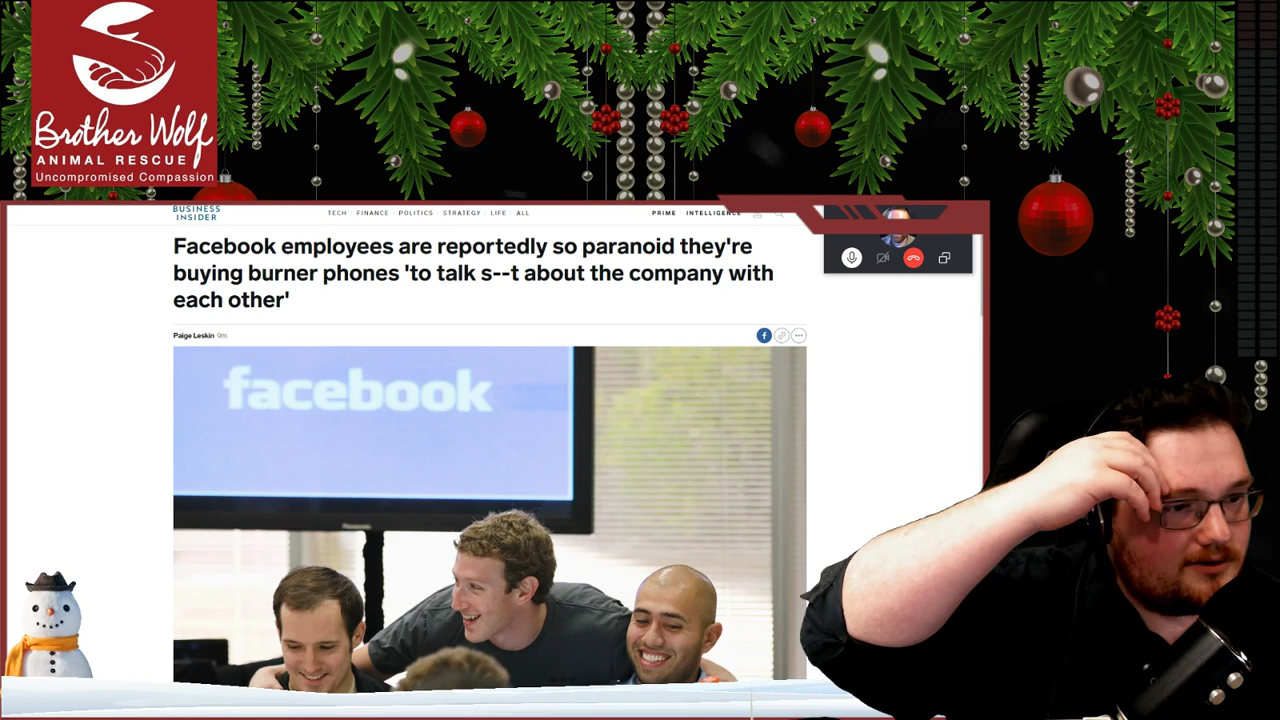 Brother Wolf
ANIMAL RESCUE
Uncompromised Compassion
BUSINESS
INSIDER
TECH FINANCE POLITICS STRATEGY LIFE ALL
PRIME INTELLIGENCE
Facebook employees are reportedly so paranoid they're
buying burner phones 'to talk s--t about the company with
each other'
Paige Leskin 9m
f
facebook